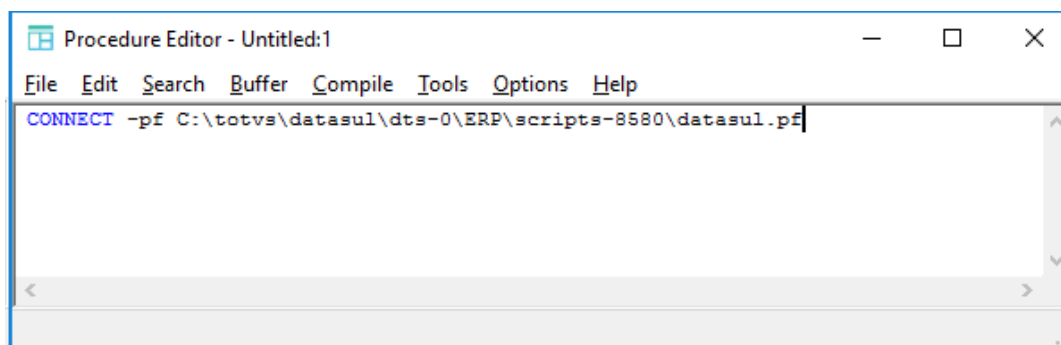 Procedure Editor - Untitled:1
File Edit Search Buffer Compile Tools Options Help
CONNECT -pf C:\totvs\datasul\dts-0\ERP\scripts-8580\datasul.pf